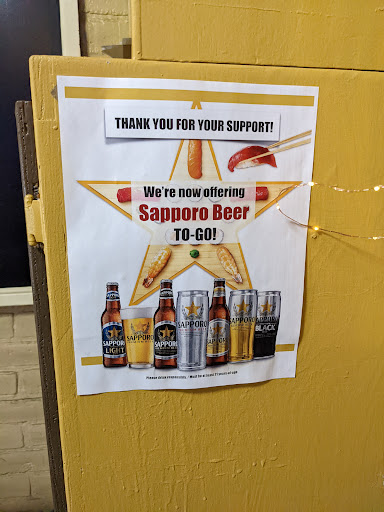 THANK YOU FOR YOUR SUPPORT!
We're now offering
Sapporo Beer
TO-GO!
SAPPORO
LIGHT
SAPPORO
SAPPORO
SAPPORO
SAPPORO
SAPPORO
SAPPORO
BLACK